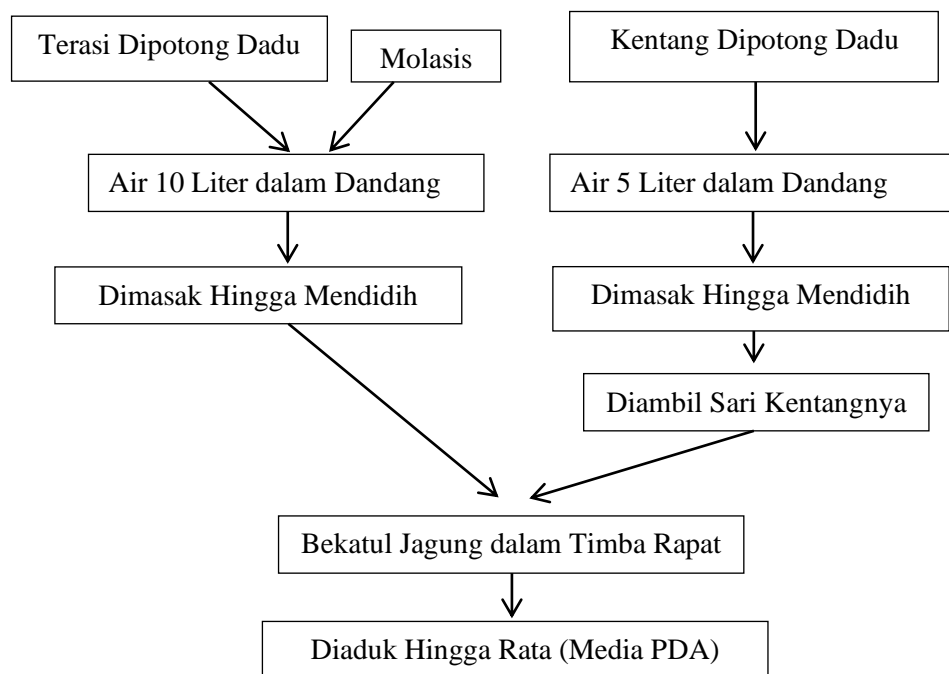 Terasi Dipotong Dadu
Molasis
Kentang Dipotong Dadu
Air 10 Liter dalam Dandang
Air 5 Liter dalam Dandang
Dimasak Hingga Mendidih
Dimasak Hingga Mendidih
Diambil Sari Kentangnya
Bekatul Jagung dalam Timba Rapat
Diaduk Hingga Rata (Media PDA)